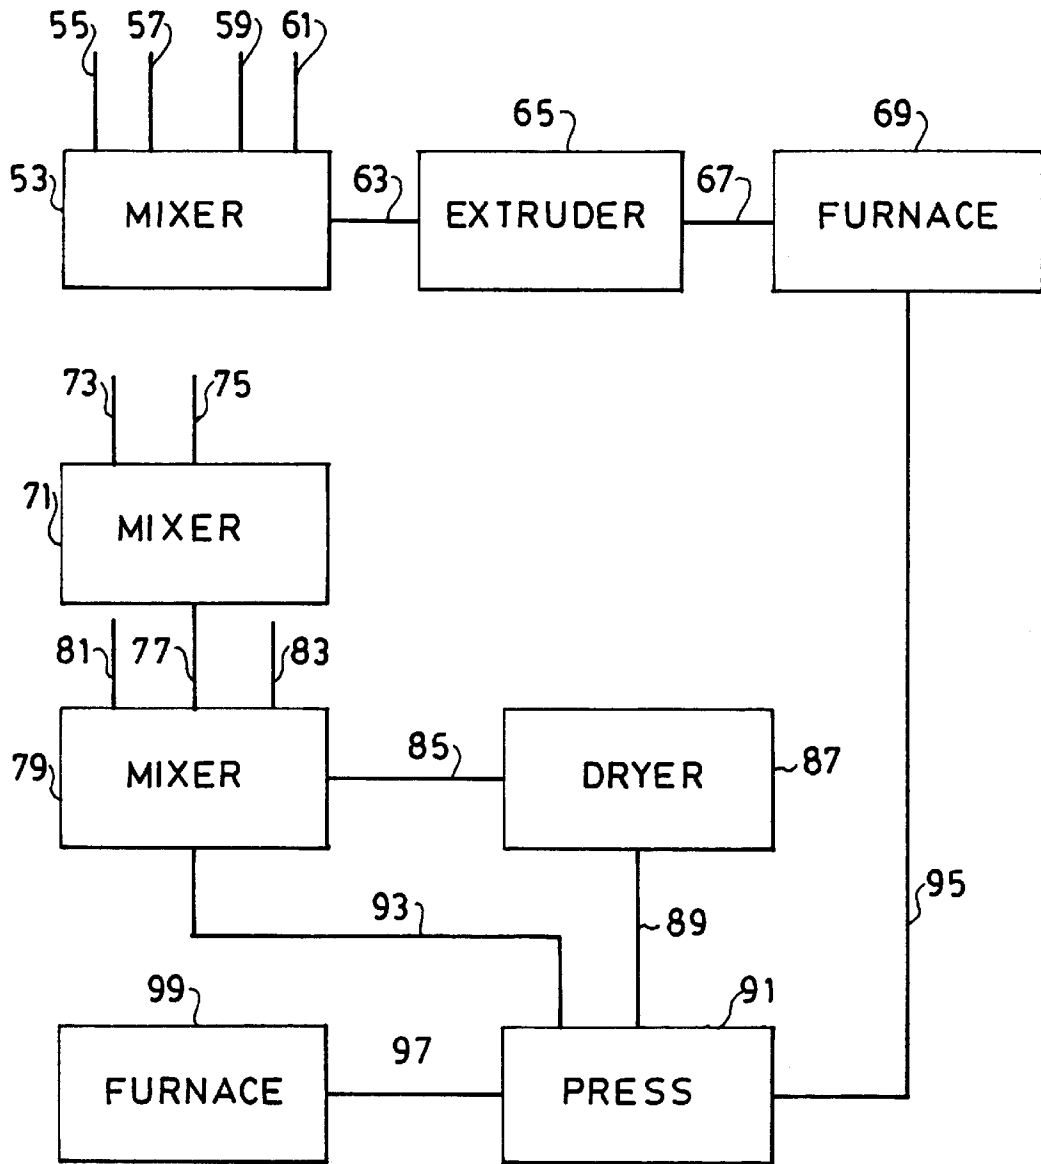 55 57 59 61
65 69
53 MIXER 63 EXTRUDER 67 FURNACE
73 75
71 MIXER
81 77 83
79 MIXER 85 DRYER 87
93 89 95
99 91
FURNACE 97 PRESS